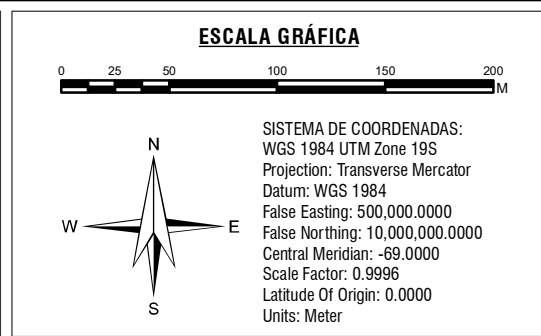 ESCALA GRÁFICA
0 25 50 100 150 200
M
N
W E
S
SISTEMA DE COORDENADAS:
WGS 1984 UTM Zone 19S
Projection: Transverse Mercator
Datum: WGS 1984
False Easting: 500,000.0000
False Northing: 10,000,000.0000
Central Meridian: -69.0000
Scale Factor: 0.9996
Latitude Of Origin: 0.0000
Units: Meter